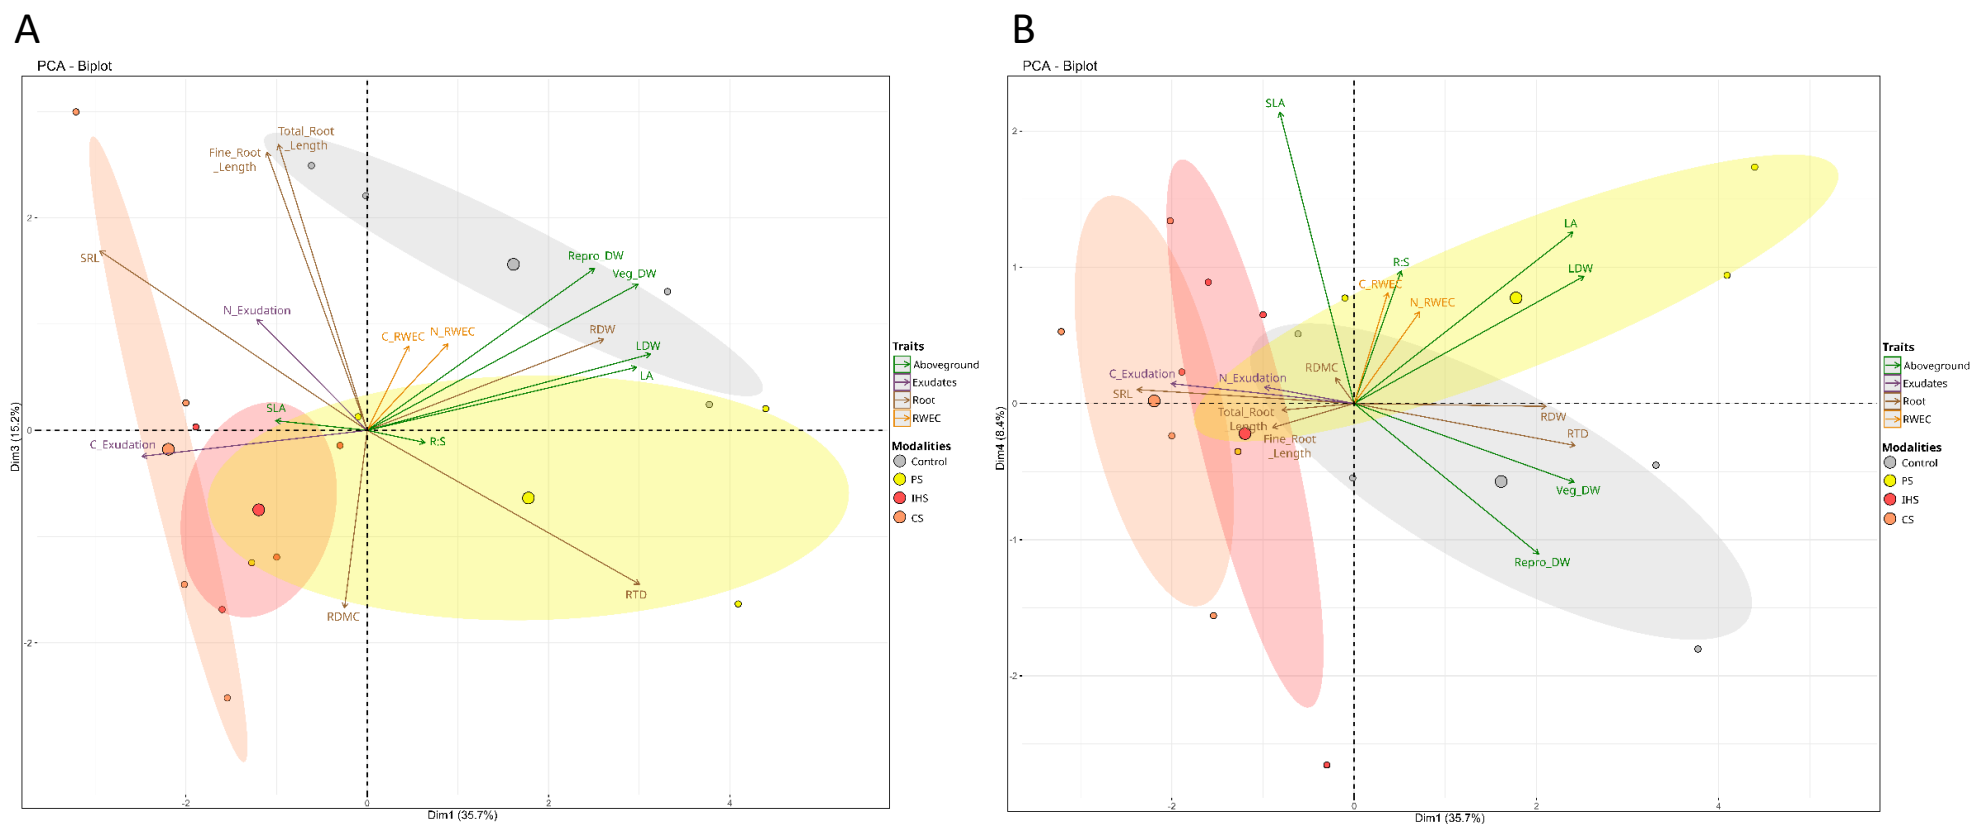 A
PCA - Biplot
Total_Root
_Length
Fine_Root
_Length
SRL
N_Exudation
Repro_DW
Veg_DW
RDW
C_RWEC
N_RWEC
LDW
LA
SLA
C_Exudation
R:S
RTD
RDMC
2
0
-2
Dim3 (15.2%)
-2
0
2
4
Dim1 (35.7%)
Traits
Aboveground
Exudates
Root
RWEC
Modalities
Control
PS
IHS
CS
B
PCA - Biplot
SLA
LA
R:S
LDW
C_RWEC
N_RWEC
RDMC
C_Exudation
N_Exudation
SRL
Total_Root
_Length
Fine_Root
_Length
RDW
RTD
Veg_DW
Repro_DW
2
1
0
-1
-2
Dim4 (8.4%)
-2
0
2
4
Dim1 (35.7%)
Traits
Aboveground
Exudates
Root
RWEC
Modalities
Control
PS
IHS
CS